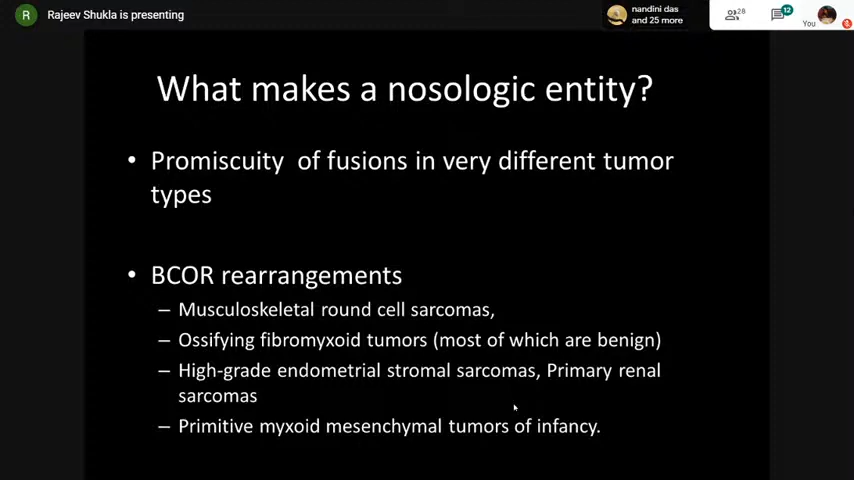 R Rajeev Shukla is presenting
nandini das
and 25 more
28
12
You
What makes a nosologic entity?
• Promiscuity of fusions in very different tumor
types
• BCOR rearrangements
– Musculoskeletal round cell sarcomas,
– Ossifying fibromyxoid tumors (most of which are benign)
– High-grade endometrial stromal sarcomas, Primary renal
sarcomas
– Primitive myxoid mesenchymal tumors of infancy.